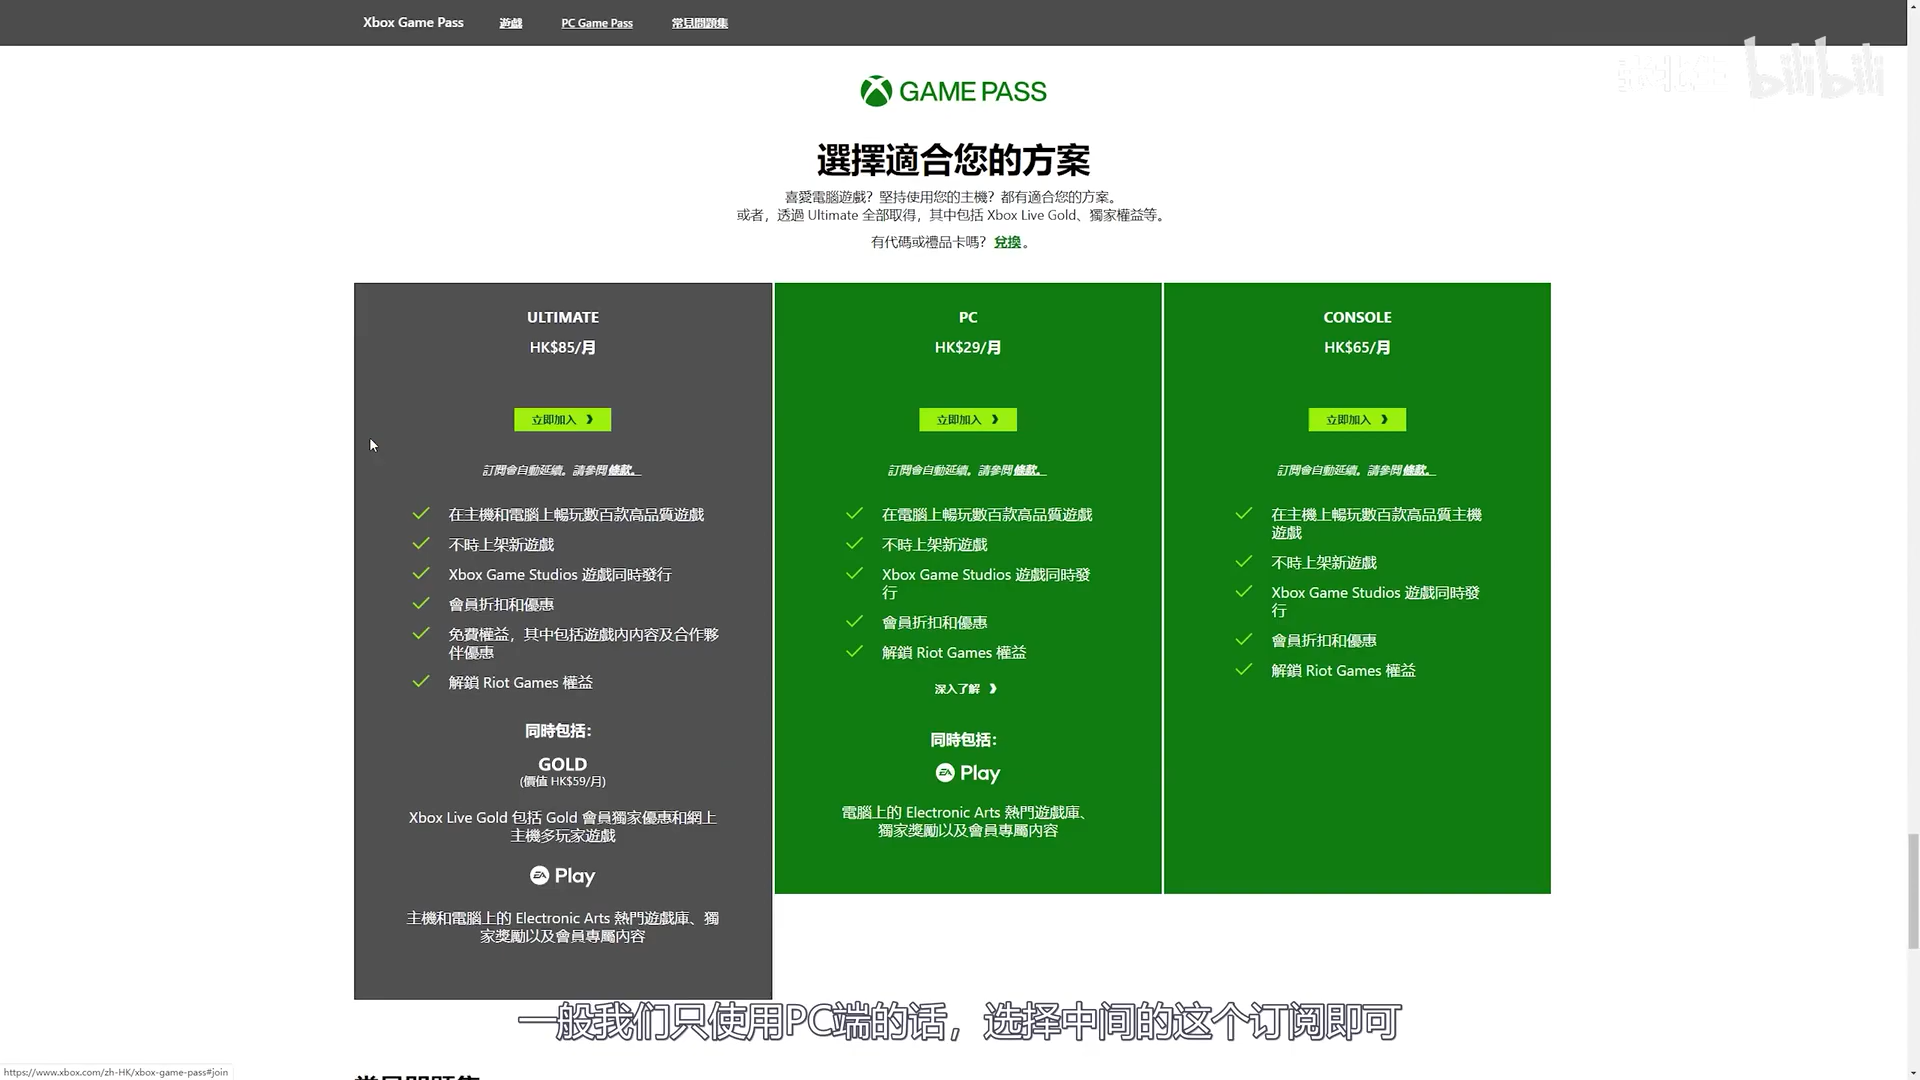 Xbox Game Pass 遊戲 PC Game Pass 常見問題集
bilibili
GAME PASS
選擇適合您的方案
喜愛電腦遊戲？堅持使用您的主機？都有適合您的方案。
或者，透過 Ultimate 全部取得，其中包括 Xbox Live Gold、獨家權益等。
有代碼或禮品卡嗎？兌換。
ULTIMATE
HK$85/月
立即加入
訂閱會自動延續。請參閱條款。
在主機和電腦上暢玩數百款高品質遊戲
不時上架新遊戲
Xbox Game Studios 遊戲同時發行
會員折扣和優惠
免費權益，其中包括遊戲內內容及合作夥
伴優惠
解鎖 Riot Games 權益
同時包括：
GOLD
(價值 HK$59/月)
Xbox Live Gold 包括 Gold 會員獨家優惠和網上
主機多玩家遊戲
EA Play
主機和電腦上的 Electronic Arts 熱門遊戲庫、獨
家獎勵以及會員專屬內容
PC
HK$29/月
立即加入
訂閱會自動延續。請參閱條款。
在電腦上暢玩數百款高品質遊戲
不時上架新遊戲
Xbox Game Studios 遊戲同時發
行
會員折扣和優惠
解鎖 Riot Games 權益
深入了解
同時包括：
EA Play
電腦上的 Electronic Arts 熱門遊戲庫、
獨家獎勵以及會員專屬內容
CONSOLE
HK$65/月
立即加入
訂閱會自動延續。請參閱條款。
在主機上暢玩數百款高品質主機
遊戲
不時上架新遊戲
Xbox Game Studios 遊戲同時發
行
會員折扣和優惠
解鎖 Riot Games 權益
一般我们只使用PC端的话，选择中间的这个订阅即可
https://www.xbox.com/zh-HK/xbox-game-pass#join
常見問題集